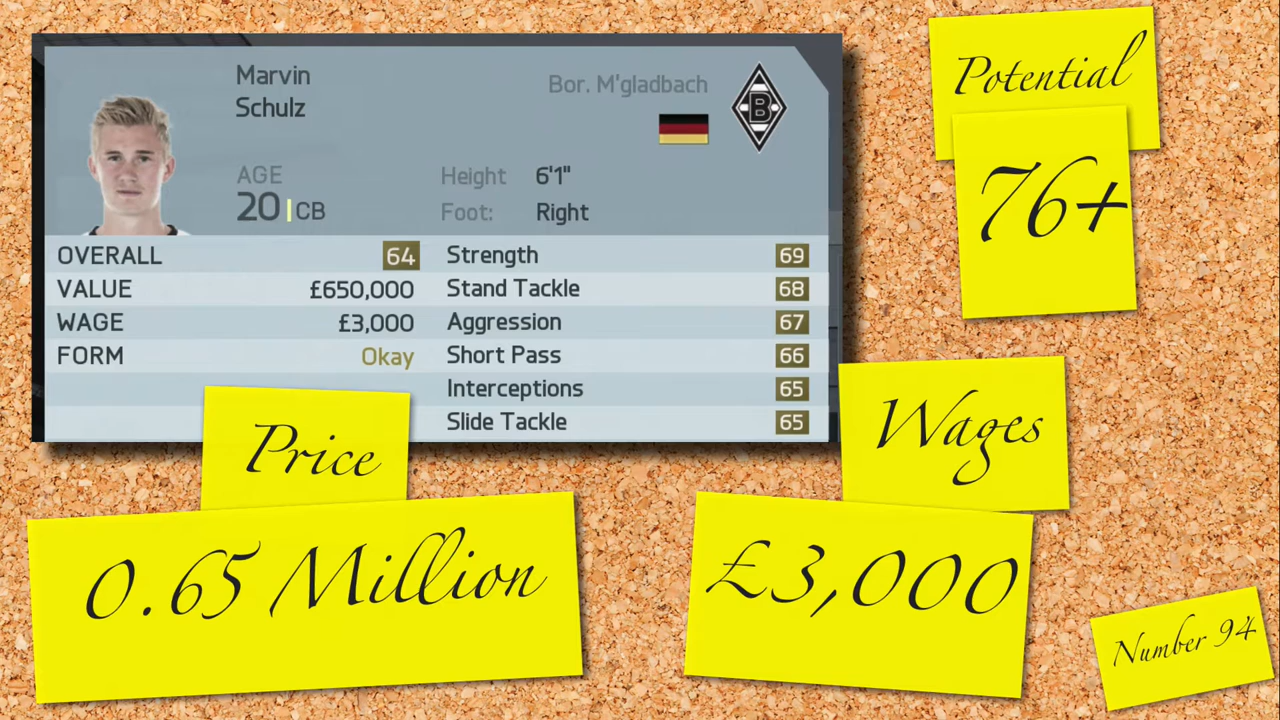 Marvin
Schulz
Bor. M'gladbach
B
AGE
20 | CB
Height 6'1"
Foot: Right
OVERALL 64
VALUE £650,000
WAGE £3,000
FORM Okay
Strength 69
Stand Tackle 68
Aggression 67
Short Pass 66
Interceptions 65
Slide Tackle 65
Potential
76+
Price
0.65 Million
Wages
£3,000
Number 94